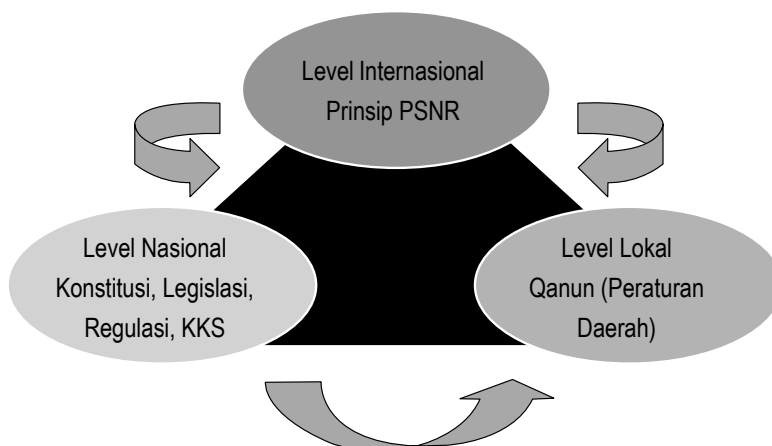 Level Internasional
Prinsip PSNR
Level Nasional
Konstitusi, Legislasi,
Regulasi, KKS
Level Lokal
Qanun (Peraturan
Daerah)